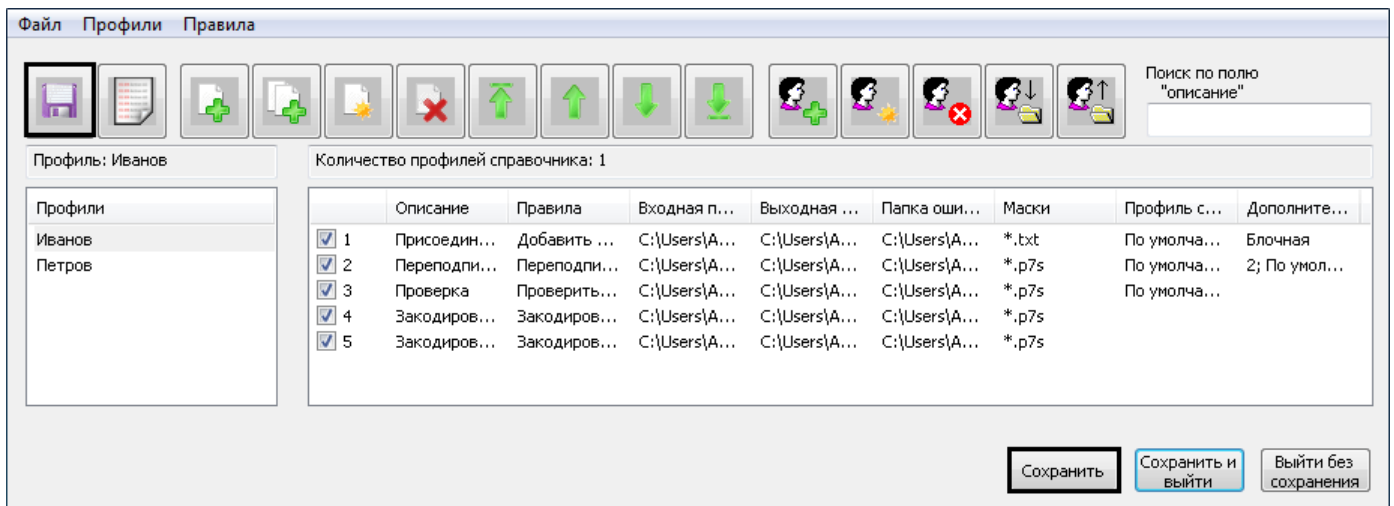 Файл Профили Правила
Поиск по полю
"описание"
Профиль: Иванов
Количество профилей справочника: 1
Профили
Иванов
Петров
Описание Правила Входная п... Выходная ... Папка оши... Маски Профиль с... Дополните...
1 Присоедин... Добавить ... C:\Users\A... C:\Users\A... C:\Users\A... *.txt По умолча... Блочная
2 Переподпи... Переподпи... C:\Users\A... C:\Users\A... C:\Users\A... *.p7s По умолча... 2; По умол...
3 Проверка Проверить... C:\Users\A... C:\Users\A... C:\Users\A... *.p7s По умолча...
4 Закодиров... Закодиров... C:\Users\A... C:\Users\A... C:\Users\A... *.p7s
5 Закодиров... Закодиров... C:\Users\A... C:\Users\A... C:\Users\A... *.p7s
Сохранить
Сохранить и
выйти
Выйти без
сохранения